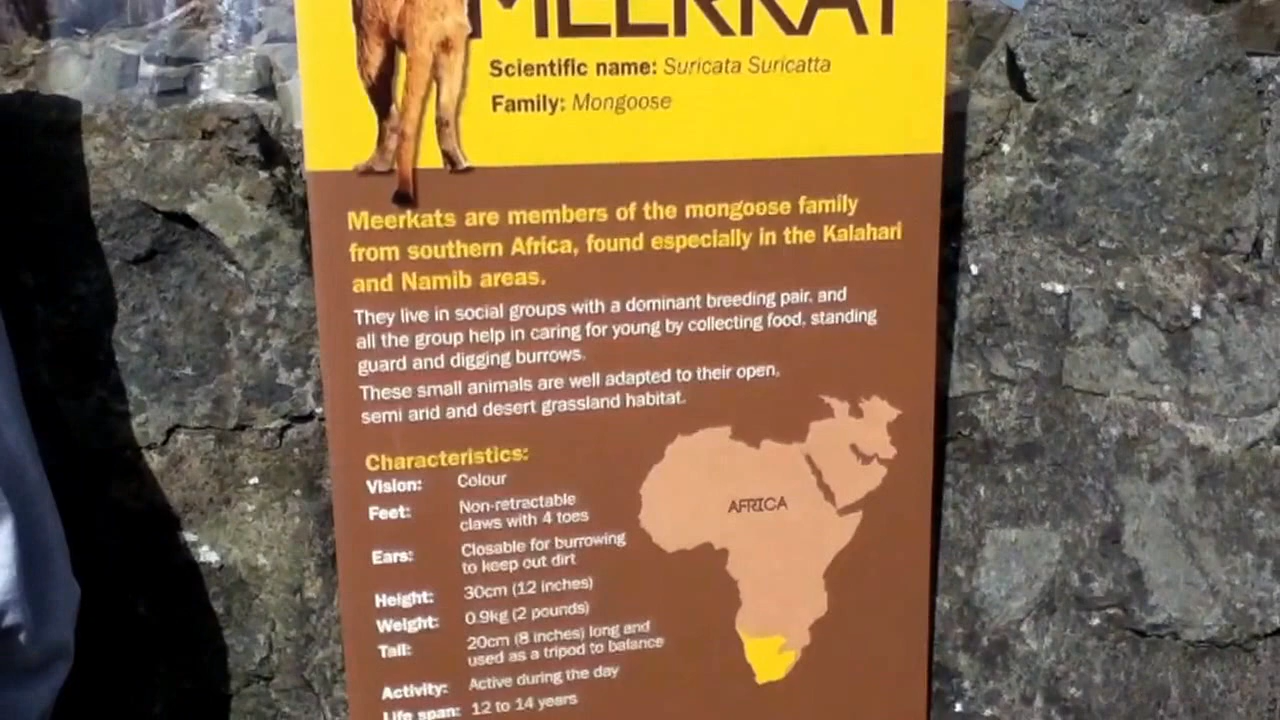 MEERKAT
Scientific name: Suricata Suricatta
Family: Mongoose
Meerkats are members of the mongoose family
from southern Africa, found especially in the Kalahari
and Namib areas.
They live in social groups with a dominant breeding pair, and
all the group help in caring for young by collecting food, standing
guard and digging burrows.
These small animals are well adapted to their open,
semi arid and desert grassland habitat.
AFRICA
Characteristics:
Vision: Colour
Feet: Non-retractable
claws with 4 toes
Ears: Closable for burrowing
to keep out dirt
Height: 30cm (12 inches)
Weight: 0.9kg (2 pounds)
Tail: 20cm (8 inches) long and
used as a tripod to balance
Activity: Active during the day
Life span: 12 to 14 years